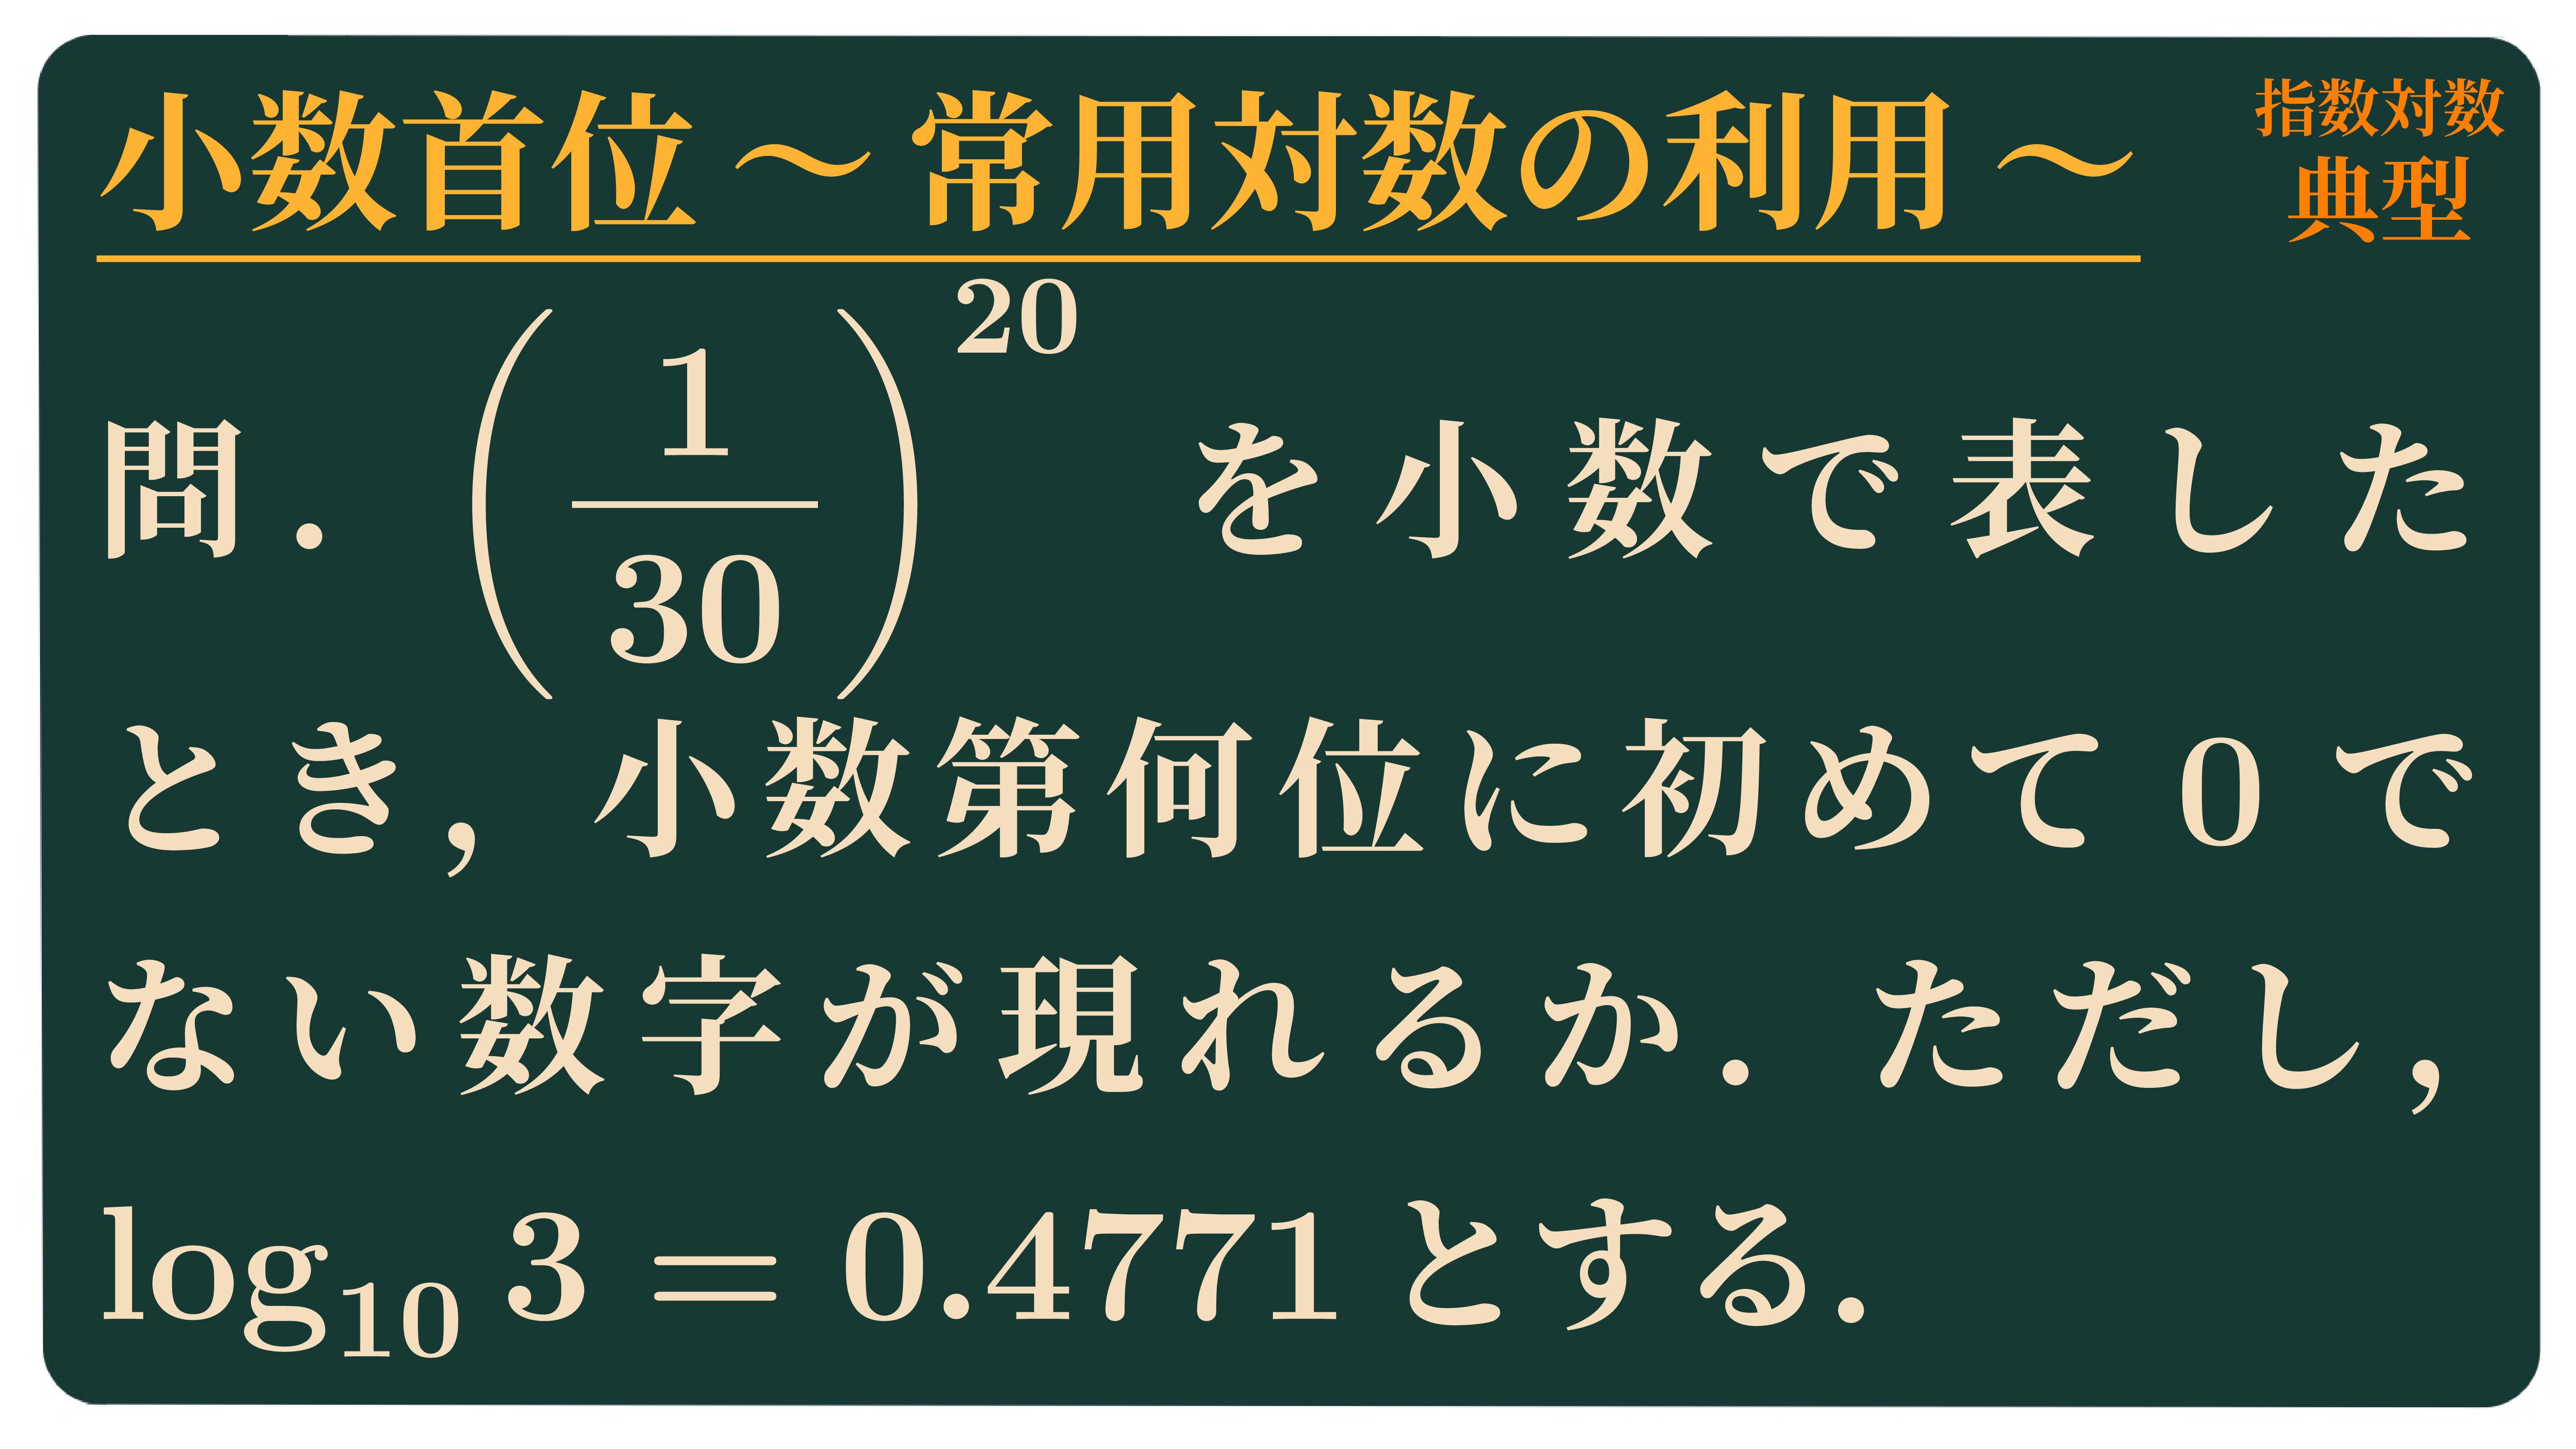 小数首位 〜 常用対数の利用 〜
指数対数
典型
問. (1/30)^20 を小数で表した
とき, 小数第何位に初めて 0 で
ない数字が現れるか. ただし,
log_10 3 = 0.4771 とする.